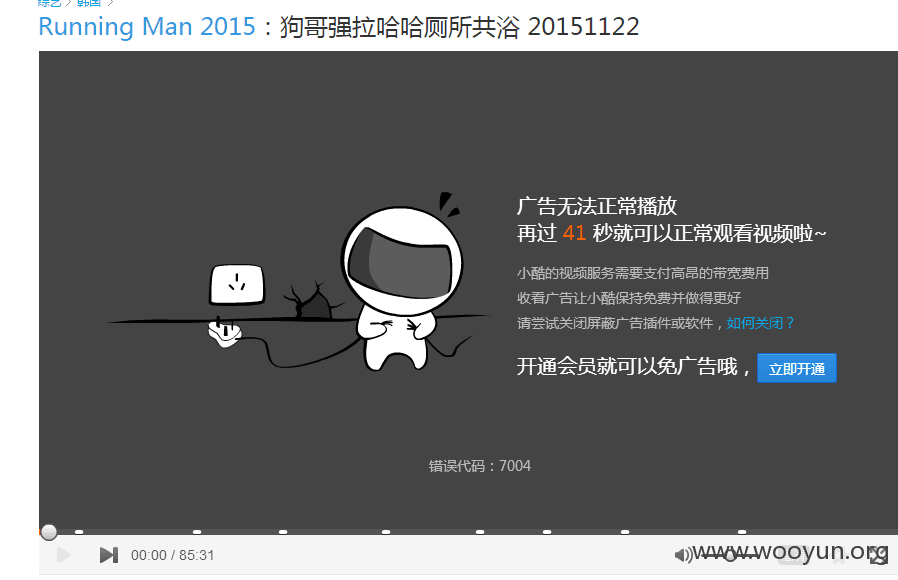 综艺 > 韩国 >
Running Man 2015：狗哥强拉哈哈厕所共浴 20151122
广告无法正常播放
再过 41 秒就可以正常观看视频啦~
小酷的视频服务需要支付高昂的带宽费用
收看广告让小酷保持免费并做得更好
请尝试关闭屏蔽广告插件或软件，如何关闭？
开通会员就可以免广告哦， 立即开通
错误代码：7004
00:00 / 85:31
www.wooyun.org